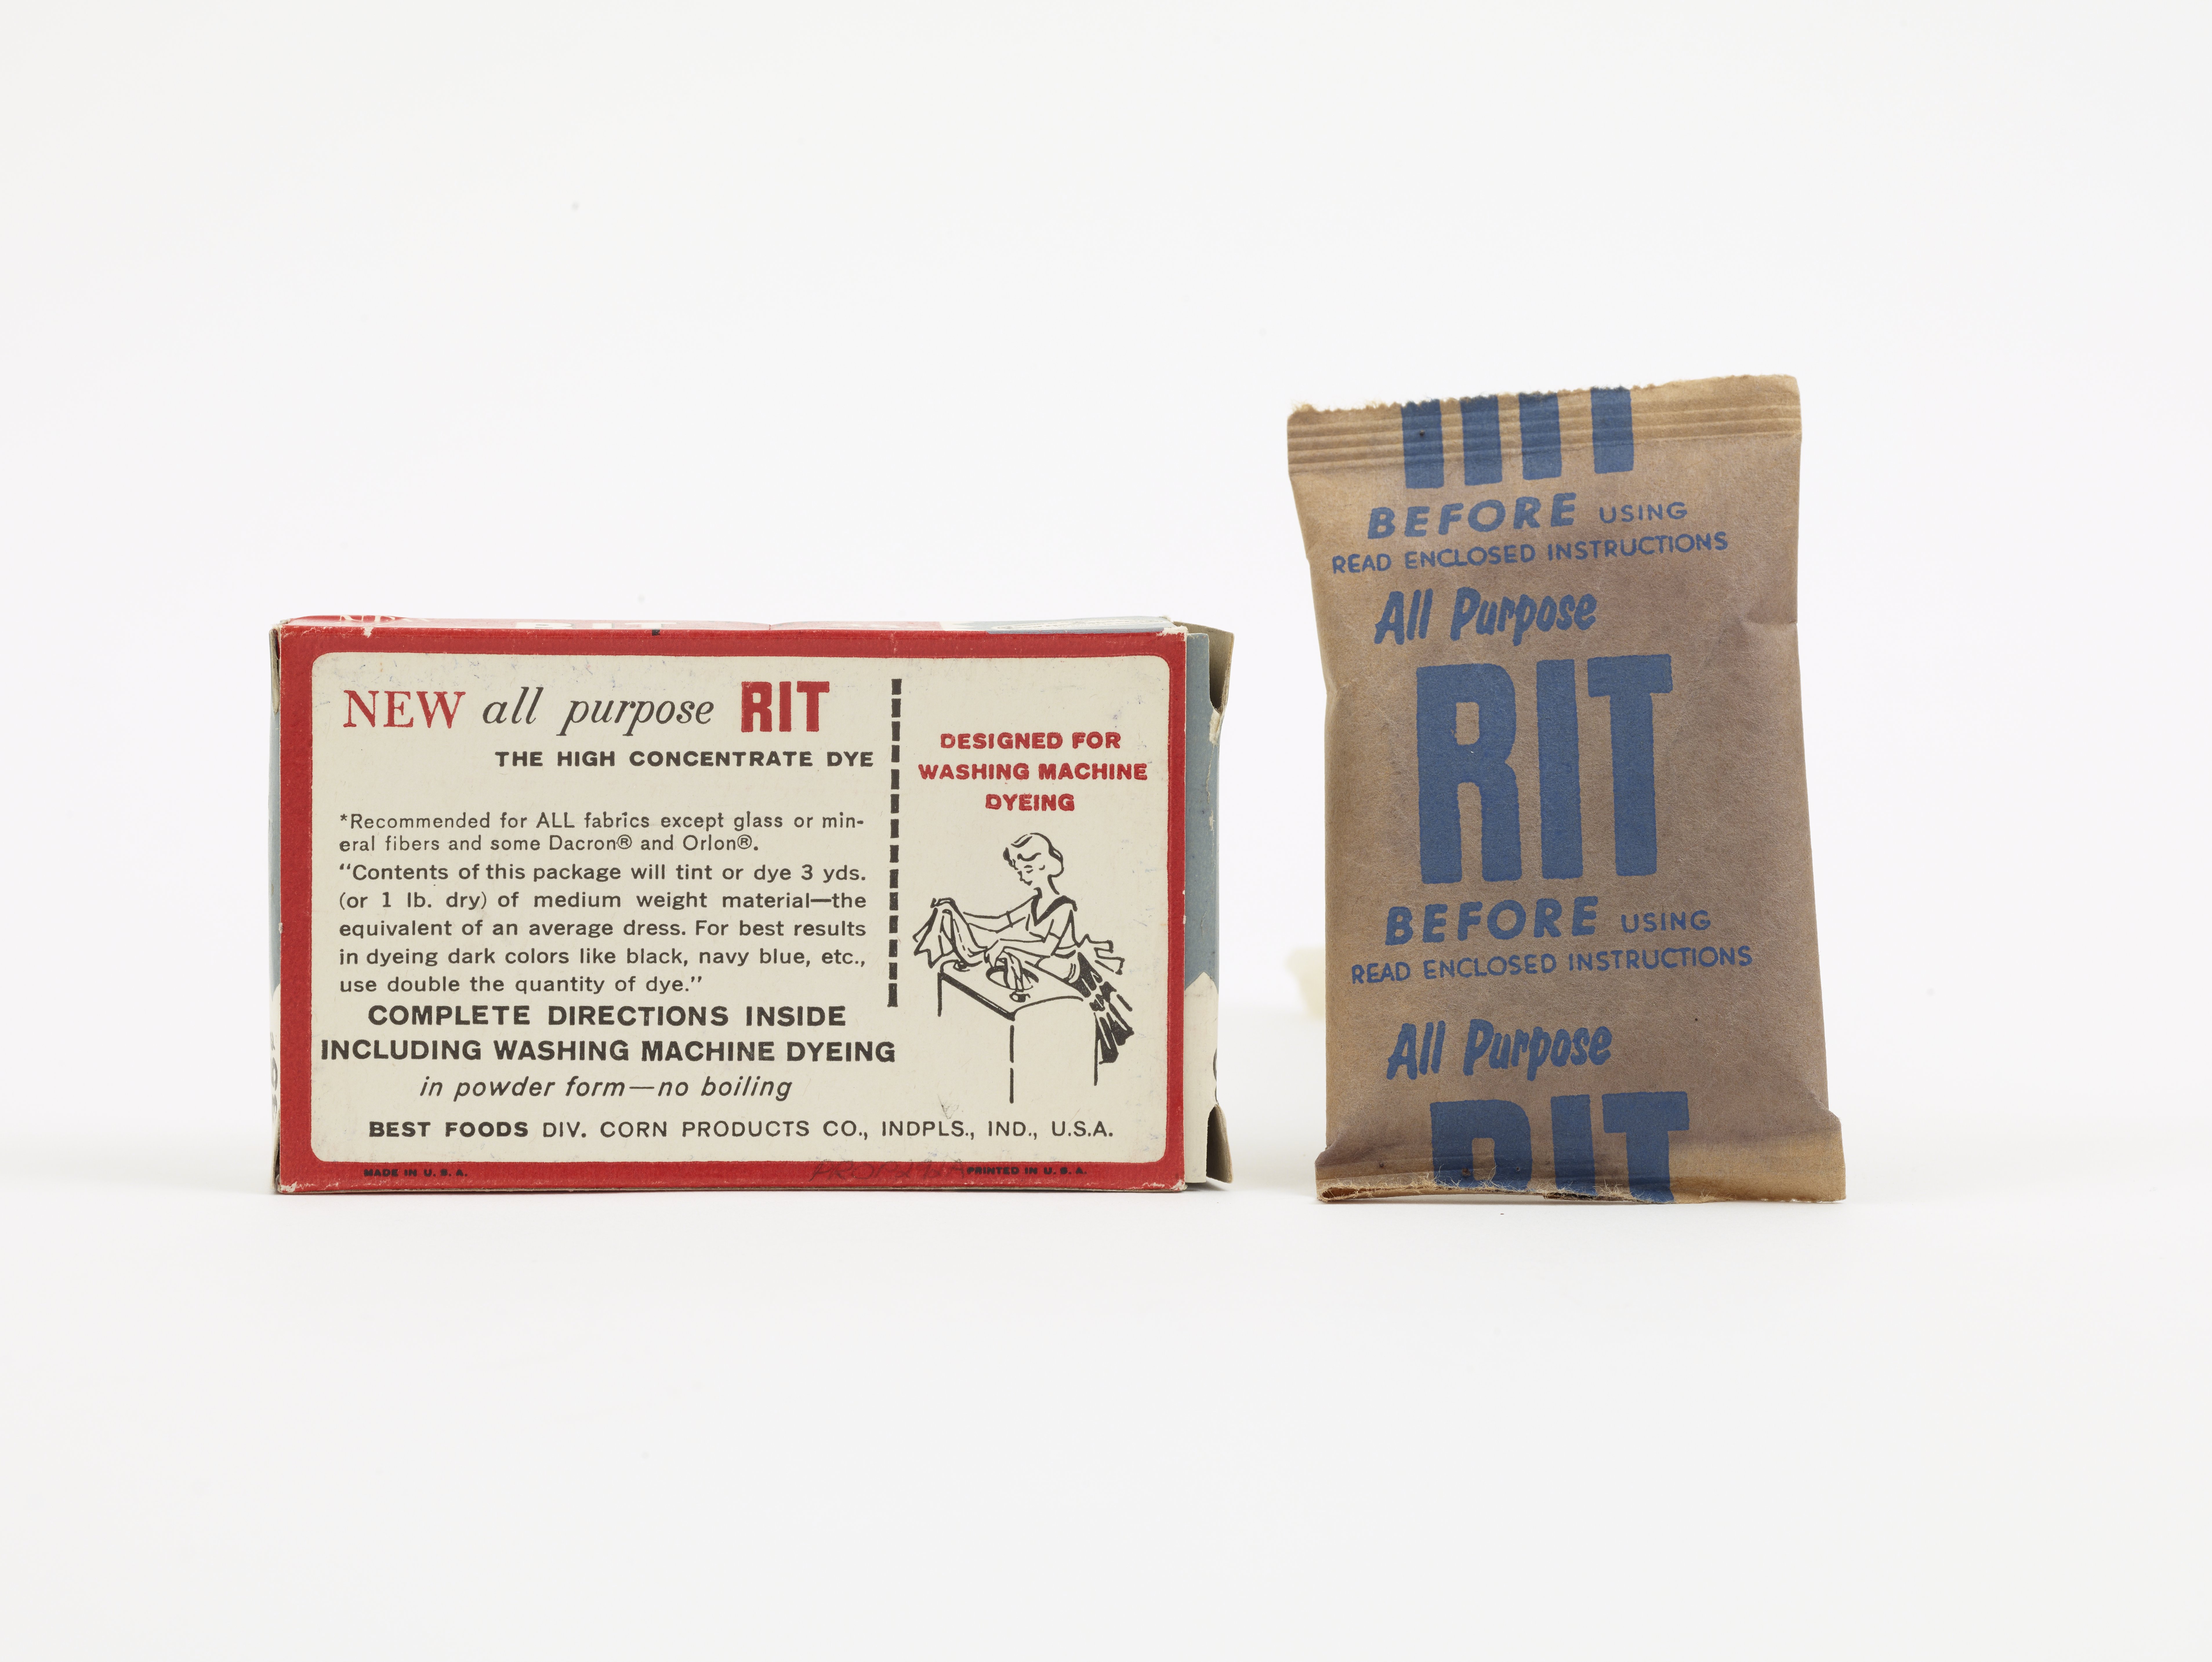 NEW all purpose RIT
THE HIGH CONCENTRATE DYE
*Recommended for ALL fabrics except glass or min-
eral fibers and some Dacron® and Orlon®.
“Contents of this package will tint or dye 3 yds.
(or 1 lb. dry) of medium weight material—the
equivalent of an average dress. For best results
in dyeing dark colors like black, navy blue, etc.,
use double the quantity of dye.”
COMPLETE DIRECTIONS INSIDE
INCLUDING WASHING MACHINE DYEING
in powder form—no boiling
DESIGNED FOR
WASHING MACHINE
DYEING
BEST FOODS DIV. CORN PRODUCTS CO., INDPLS., IND., U.S.A.
MADE IN U.S.A.
PRINTED IN U.S.A.
BEFORE USING
READ ENCLOSED INSTRUCTIONS
All Purpose
RIT
BEFORE USING
READ ENCLOSED INSTRUCTIONS
All Purpose
RIT